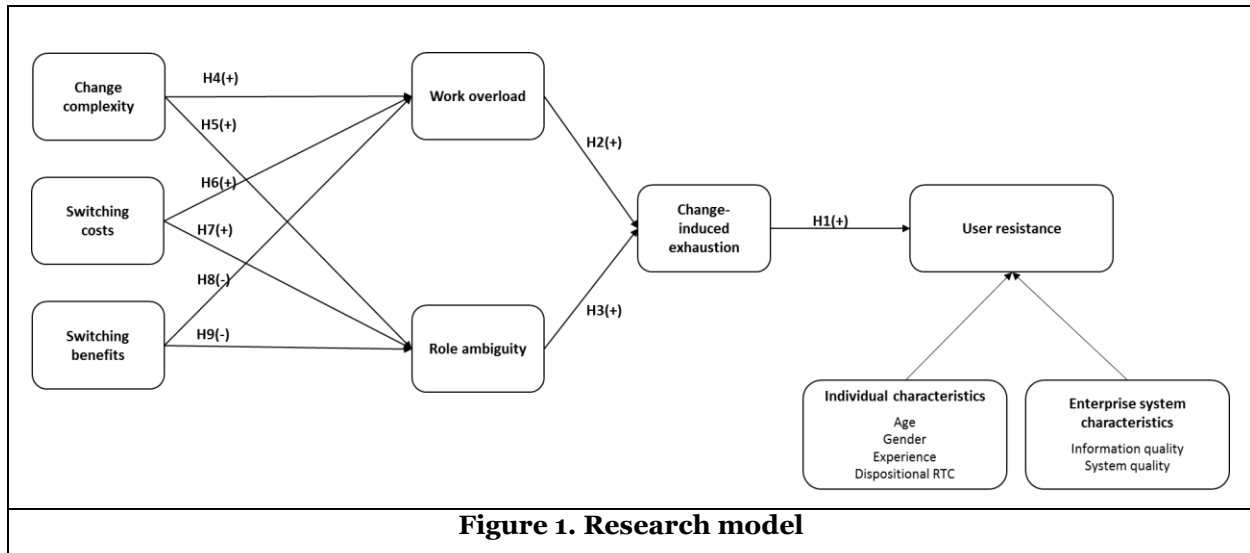 Change
complexity
Switching
costs
Switching
benefits
H4(+)
H5(+)
H6(+)
H7(+)
H8(-)
H9(-)
Work overload
Role ambiguity
H2(+)
H3(+)
Change-
induced
exhaustion
H1(+)
User resistance
Individual characteristics
Age
Gender
Experience
Dispositional RTC
Enterprise system
characteristics
Information quality
System quality
Figure 1. Research model